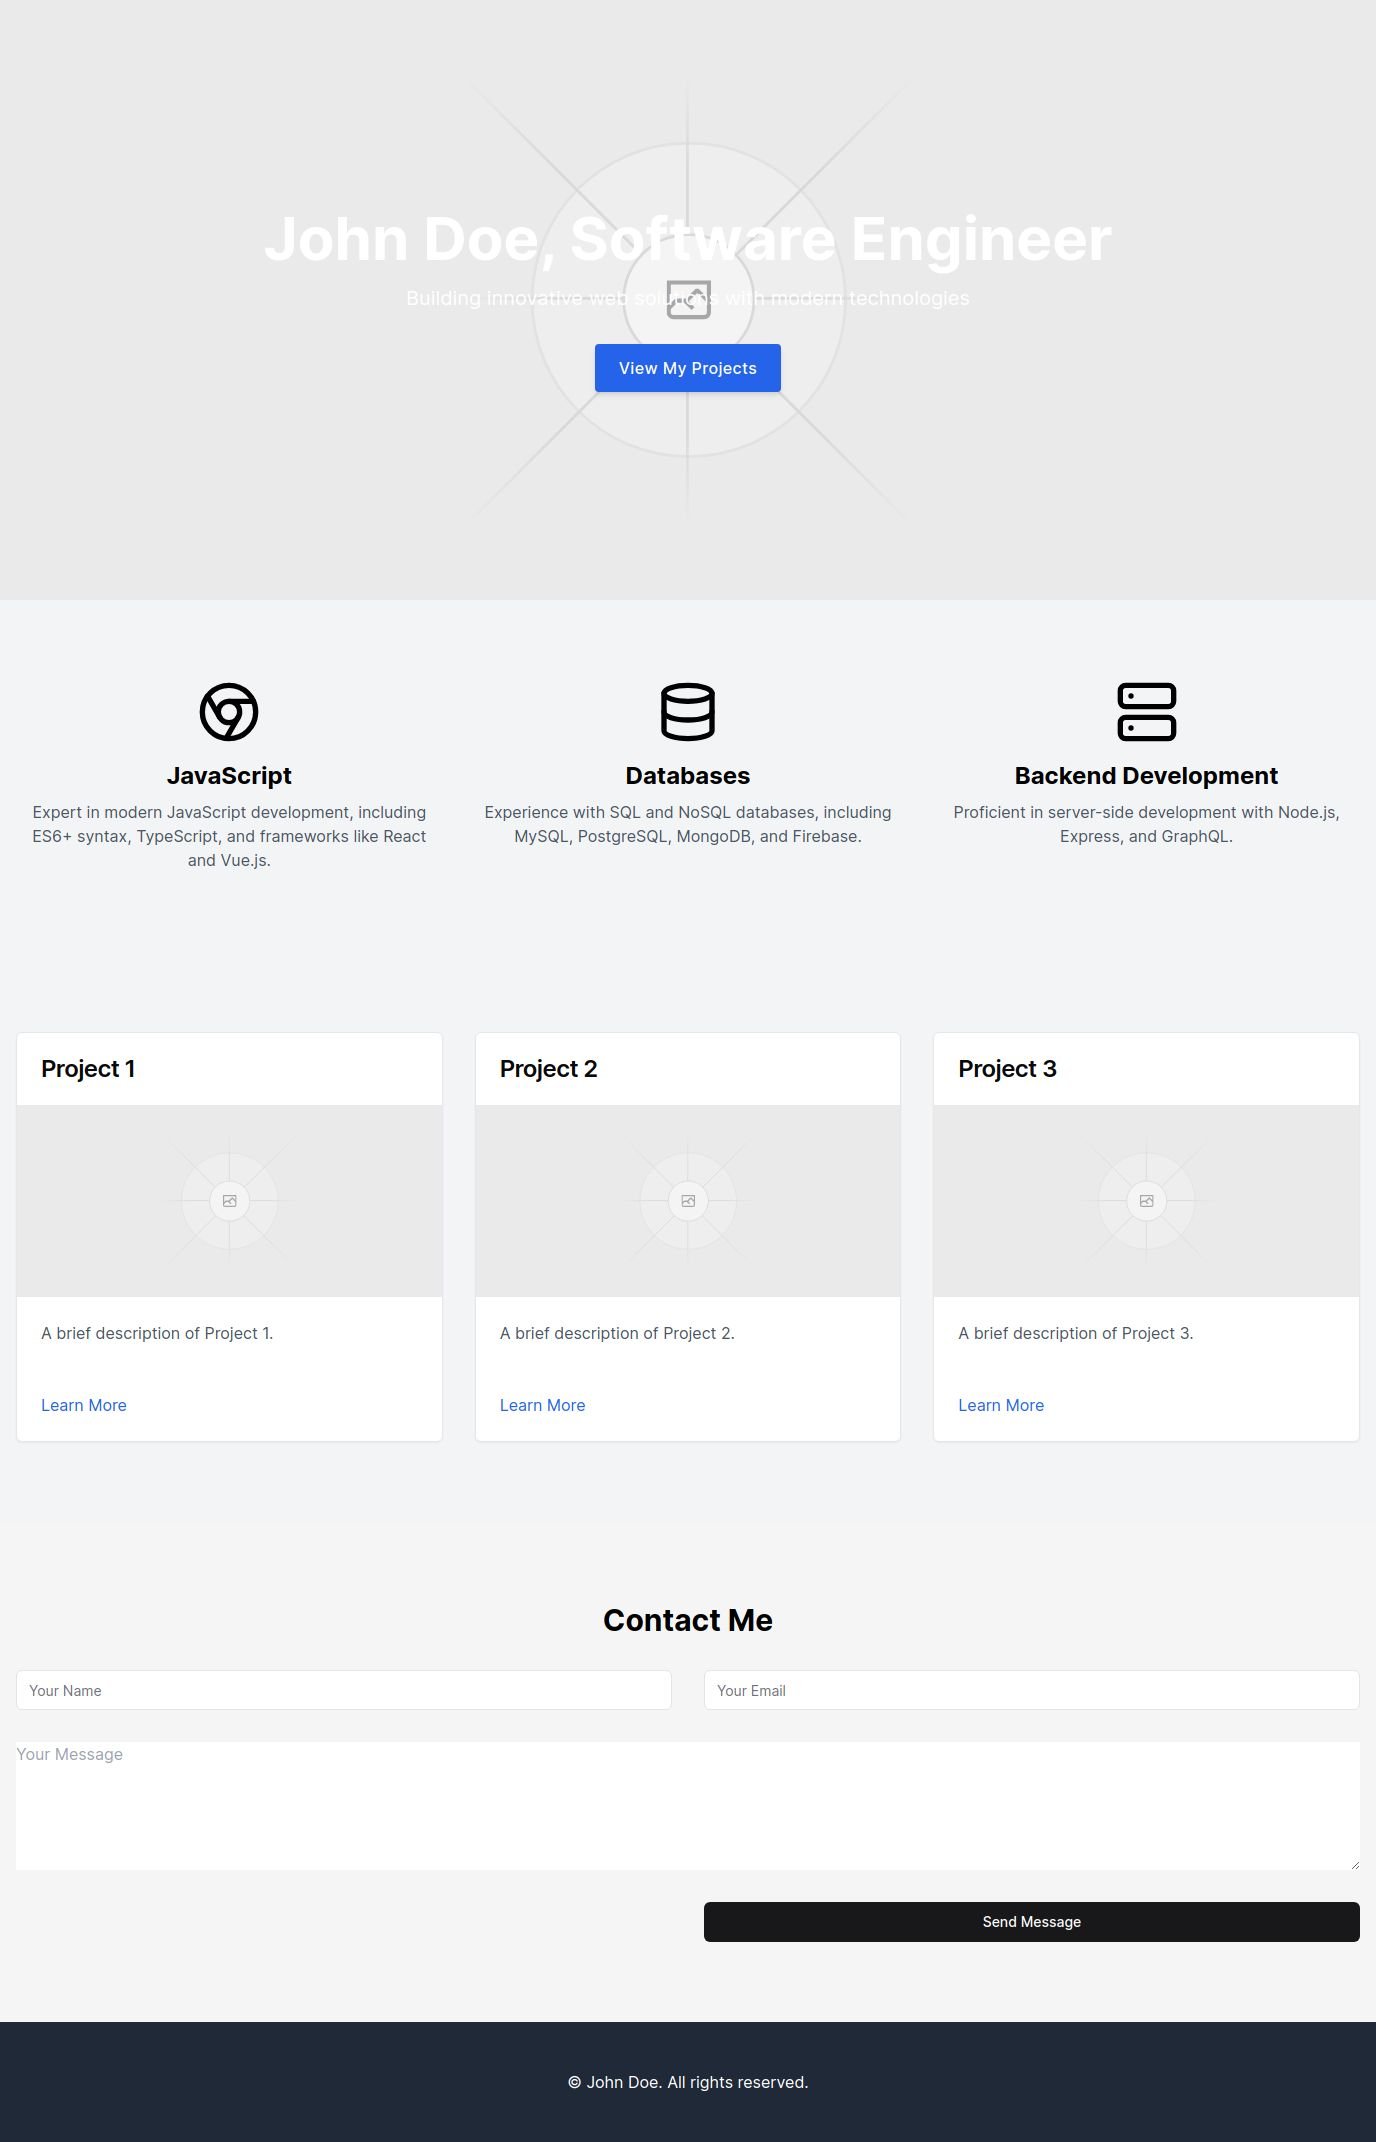 John Doe, Software Engineer
Building innovative web solutions with modern technologies
View My Projects
JavaScript
Expert in modern JavaScript development, including
ES6+ syntax, TypeScript, and frameworks like React
and Vue.js.
Databases
Experience with SQL and NoSQL databases, including
MySQL, PostgreSQL, MongoDB, and Firebase.
Backend Development
Proficient in server-side development with Node.js,
Express, and GraphQL.
Project 1
A brief description of Project 1.
Learn More
Project 2
A brief description of Project 2.
Learn More
Project 3
A brief description of Project 3.
Learn More
Contact Me
Your Name
Your Email
Your Message
Send Message
© John Doe. All rights reserved.